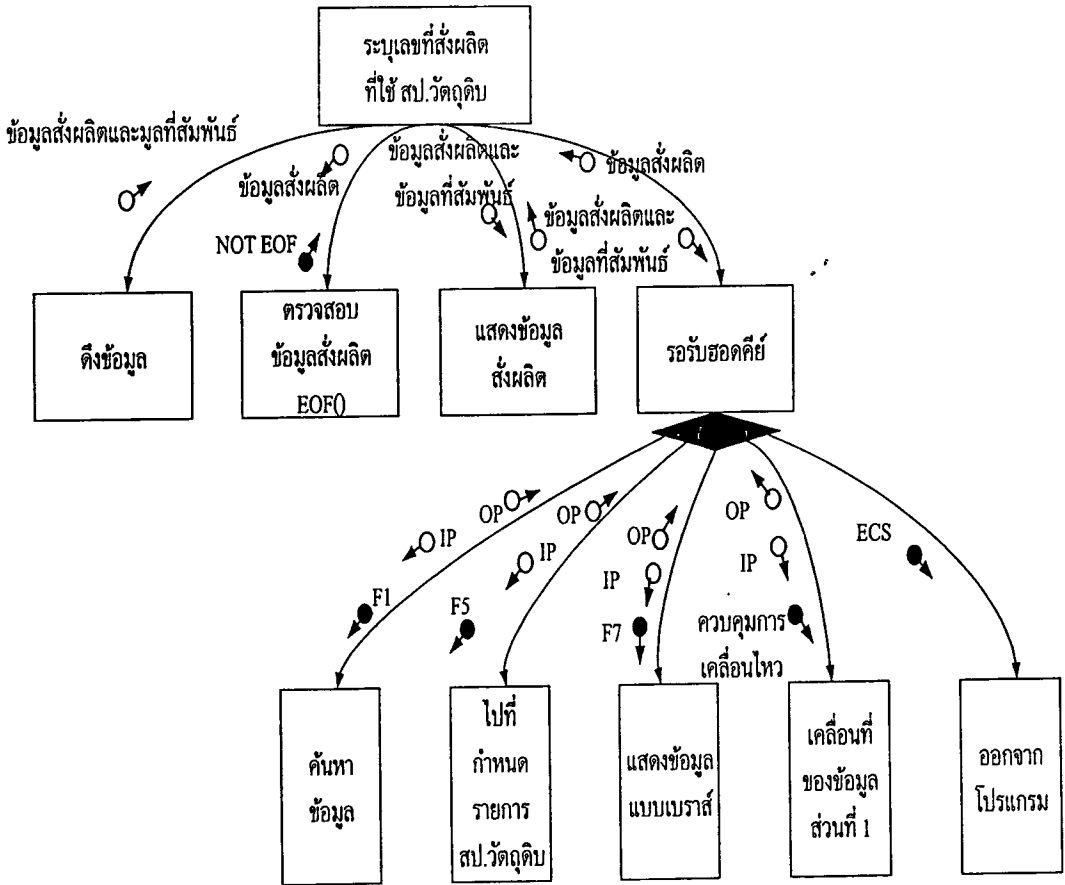 ระบุเลขที่สั่งผลิต
ที่ใช้ สป.วัตถุดิบ
ข้อมูลสั่งผลิตและมูลที่สัมพันธ์
ข้อมูลสั่งผลิต
ข้อมูลสั่งผลิตและ
ข้อมูลที่สัมพันธ์
ข้อมูลสั่งผลิต
ข้อมูลสั่งผลิตและ
ข้อมูลที่สัมพันธ์
NOT EOF
ดึงข้อมูล
ตรวจสอบ
ข้อมูลสั่งผลิต
EOF()
แสดงข้อมูล
สั่งผลิต
รอรับฮอดคีย์
OP
IP
F1
OP
IP
F5
OP
IP
F7
OP
IP
ควบคุมการ
เคลื่อนไหว
ECS
ค้นหา
ข้อมูล
ไปที่
กำหนด
รายการ
สป.วัตถุดิบ
แสดงข้อมูล
แบบเบราส์
เคลื่อนที่
ของข้อมูล
ส่วนที่ 1
ออกจาก
โปรแกรม